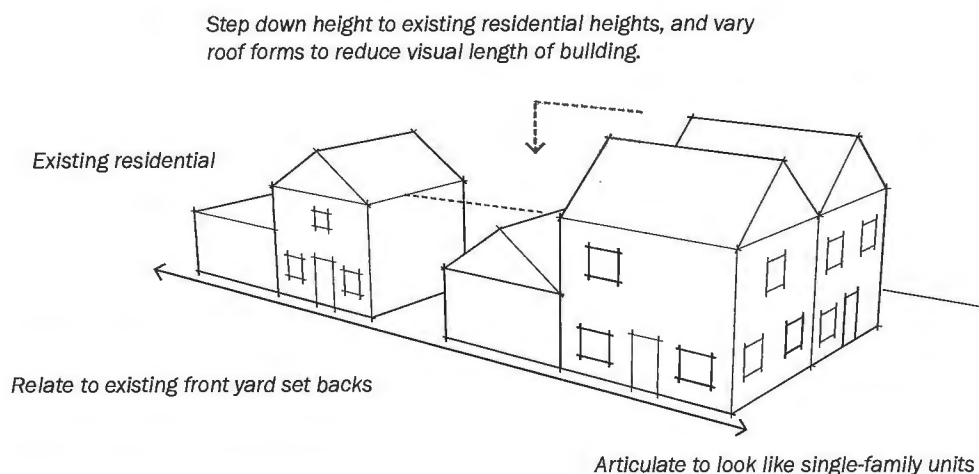 Step down height to existing residential heights, and vary
roof forms to reduce visual length of building.
Existing residential
Relate to existing front yard set backs
Articulate to look like single-family units